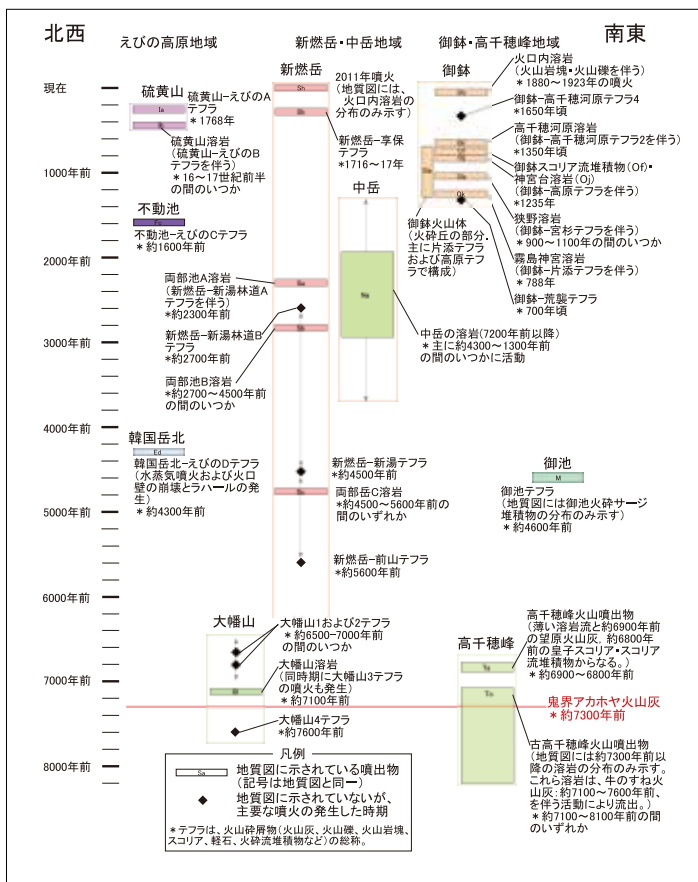 北西
えびの高原地域
新燃岳・中岳地域
御鉢・高千穂峰地域
南東
現在
1000年前
2000年前
3000年前
4000年前
5000年前
6000年前
7000年前
8000年前
硫黄山
硫黄山−えびのA
テフラ
*1768年
硫黄山溶岩
(硫黄山−えびのB
テフラを伴う)
*16〜17世紀前半
の間のいつか
不動池
不動池−えびのCテフラ
* 約1600年前
韓国岳北
Ed
韓国岳北−えびのDテフラ
(水蒸気噴火および火口
壁の崩壊とラハールの発
生)
* 約4300年前
新燃岳
Sh
2011年噴火
(地質図には、
火口内溶岩の
分布のみ示す)
新燃岳−享保
テフラ
*1716〜17年
両部池A溶岩
(新燃岳−新湯林道A
テフラを伴う)
*約2300年前
新燃岳−新湯林道B
テフラ
*約2700年前
両部池B溶岩
*約2700〜4500年前
の間のいつか
新燃岳−新湯テフラ
*約4500年前
両部岳C溶岩
*約4500〜5600年前の
間のいずれか
新燃岳−前山テフラ
*約5600年前
中岳
中岳の溶岩(7200年前以降)
* 主に約4300〜1300年前
の間のいつかに活動
御鉢
火口内溶岩
(火山岩塊・火山礫を伴う)
*1880〜1923年の噴火
御鉢−高千穂河原テフラ4
*1650年頃
高千穂河原溶岩
(御鉢−高千穂河原テフラ2を伴う)
*1350年頃
御鉢スコリア流堆積物(Of)・
神宮台溶岩(Oj)
(御鉢−高原テフラを伴う)
*1235年
狭野溶岩
(御鉢−宮杉テフラを伴う)
*900〜1100年の間のいつか
霧島神宮溶岩
(御鉢−片添テフラを伴う)
*788年
御鉢−荒襲テフラ
*700年頃
御鉢火山体
(火砕丘の部分・
主に片添テフラ
および高原テフ
ラで構成)
御池
M
御池テフラ
(地質図には御池火砕サージ
堆積物の分布のみ示す)
* 約4600年前
大幡山
大幡山1および2テフラ
* 約6500−7000年前
の間のいつか
大幡山溶岩
(同時期に大幡山3テフラ
の噴火も発生)
*約7100年前
大幡山4テフラ
*約7600年前
高千穂峰
高千穂峰火山噴出物
(薄い溶岩流と約6900年前
の望原火山灰, 約6800年
前の皇子スコリア・スコリア
流堆積物からなる。)
* 約6900〜6800年前
鬼界アカホヤ火山灰
* 約7300年前
古高千穂峰火山噴出物
(地質図には約7300年前以
降の溶岩の分布のみ示す。
これら溶岩は、牛のすね火
山灰:約7100〜7600年前、
を伴う活動により流出。)
* 約7100〜8100年前の間
のいずれか
凡例
Sa
地質図に示されている噴出物
(記号は地質図と同一)
地質図に示されていないが、
主要な噴火の発生した時期
*テフラは、火山砕屑物(火山灰、火山礫、火山岩塊、
スコリア、軽石、火砕流堆積物など)の総称。